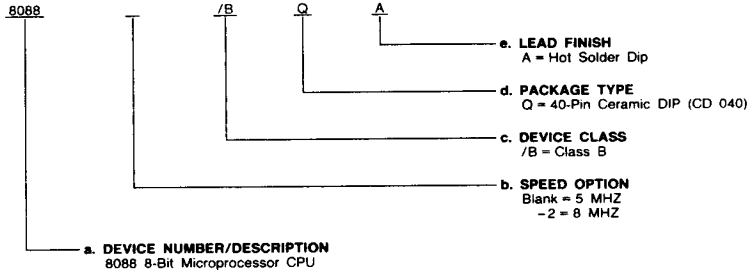 8088 _ /B Q A
e. LEAD FINISH
A = Hot Solder Dip
d. PACKAGE TYPE
Q = 40-Pin Ceramic DIP (CD 040)
c. DEVICE CLASS
/B = Class B
b. SPEED OPTION
Blank = 5 MHZ
-2 = 8 MHZ
a. DEVICE NUMBER/DESCRIPTION
8088 8-Bit Microprocessor CPU